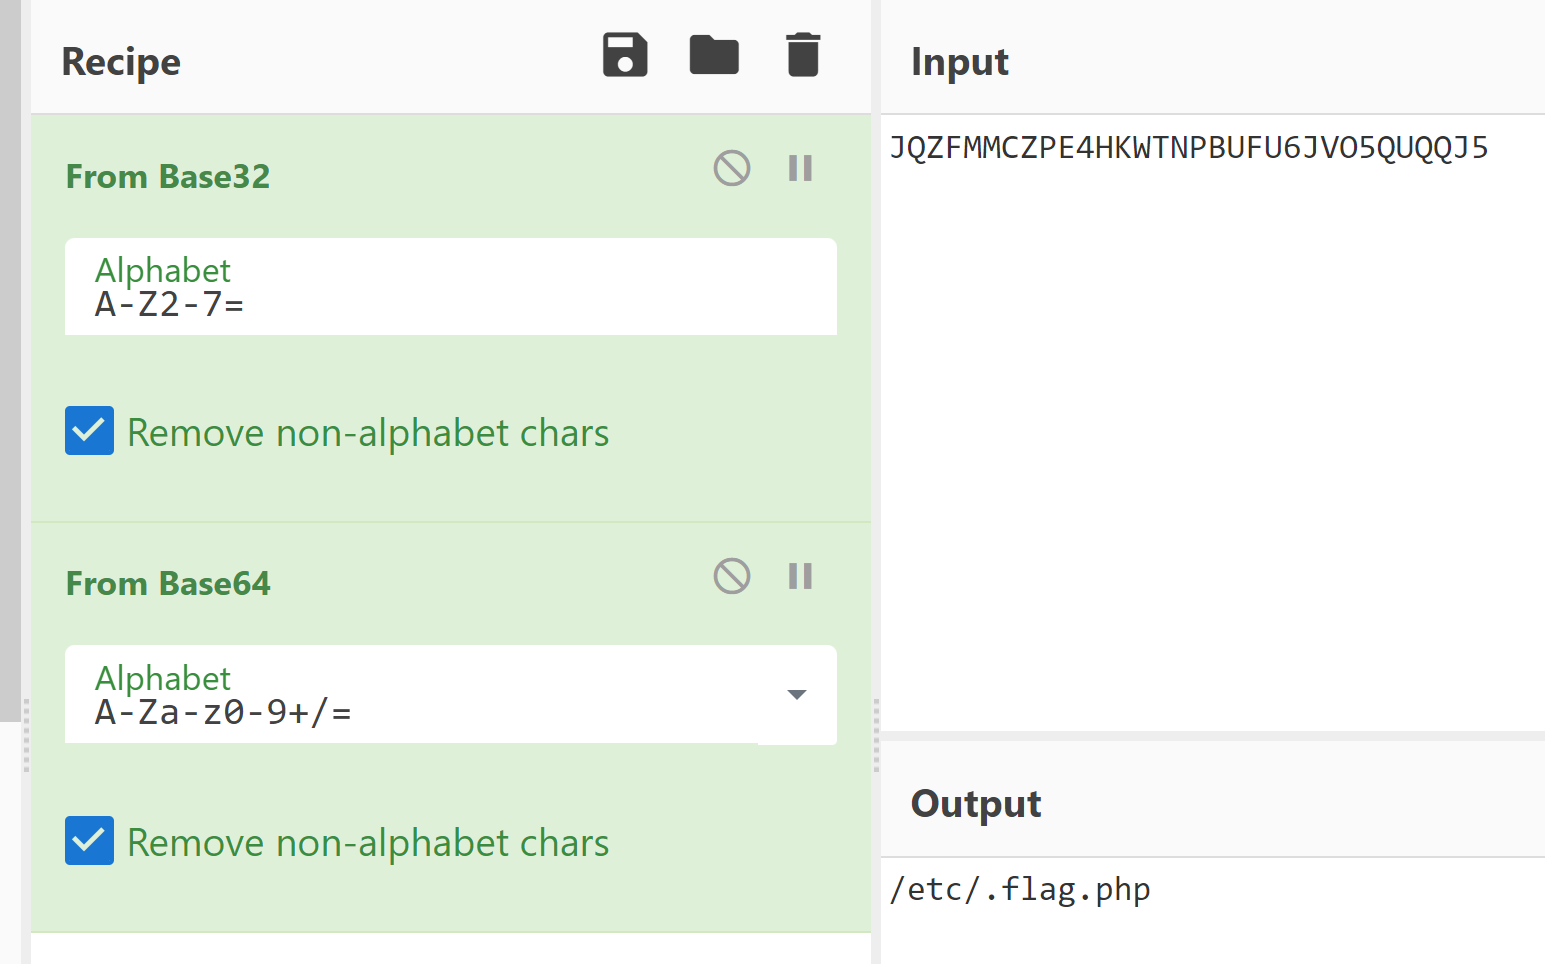 Recipe
From Base32
Alphabet
A-Z2-7=
Remove non-alphabet chars
From Base64
Alphabet
A-Za-z0-9+/=
Remove non-alphabet chars
Input
JQZFMMCZPE4HKWTNPBUFU6JVO5QUQQJ5
Output
/etc/.flag.php